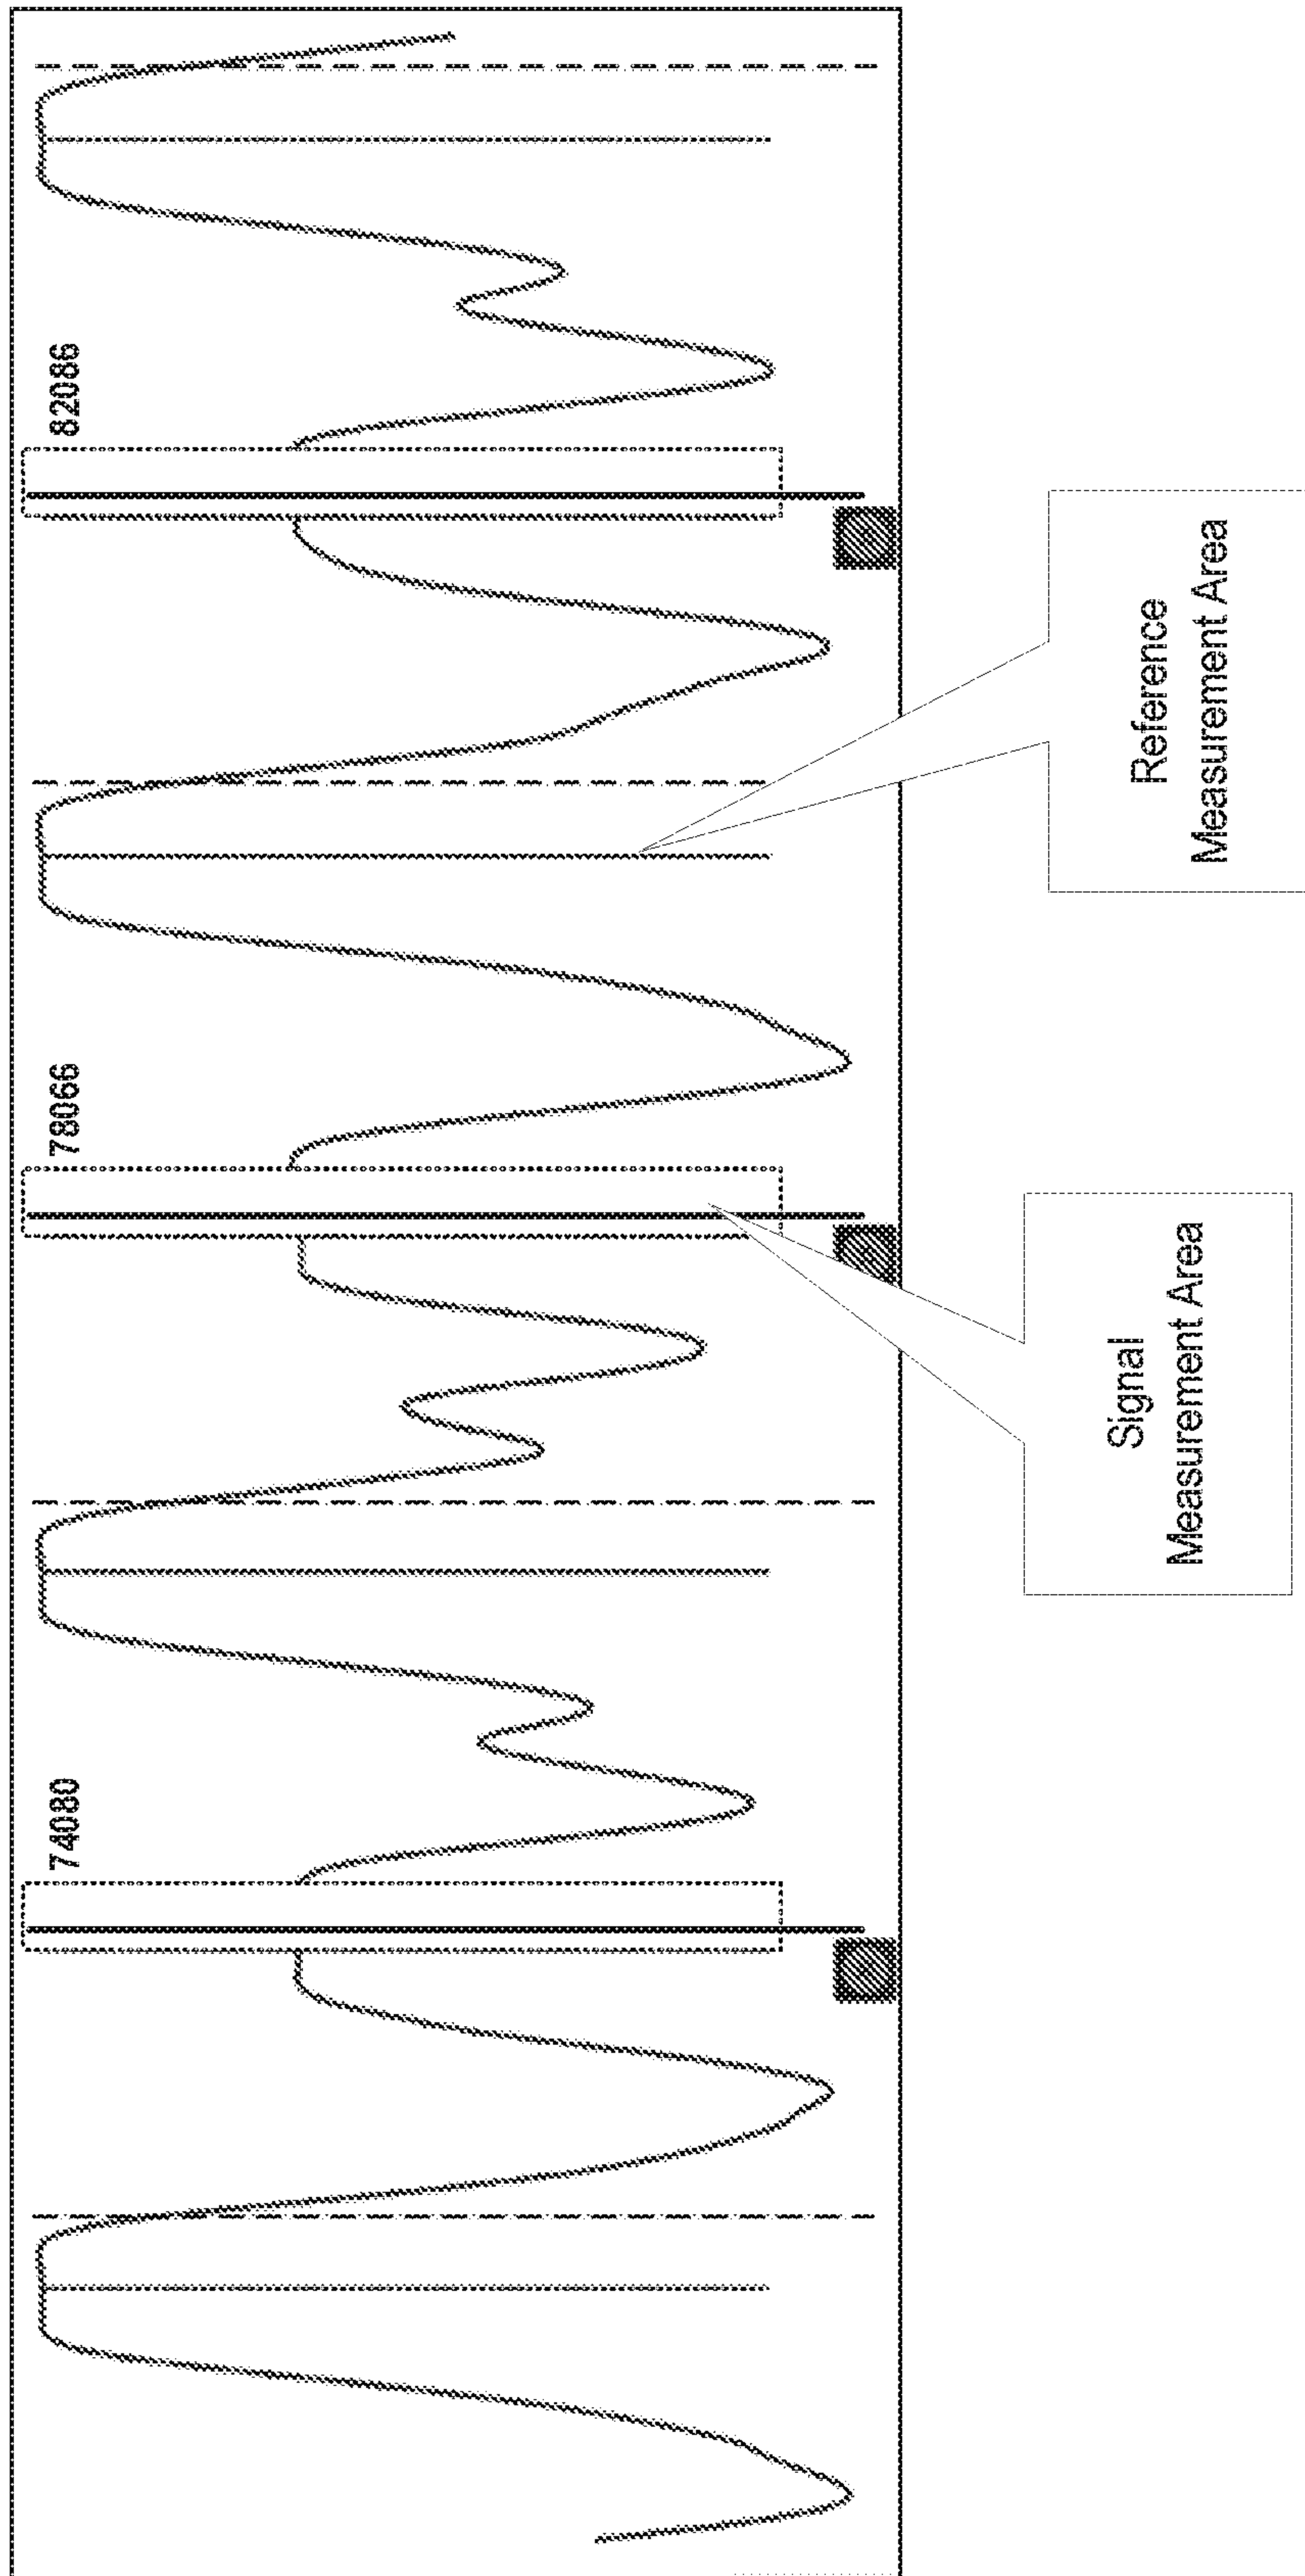 74080
78066
82086
Signal
Measurement Area
Reference
Measurement Area